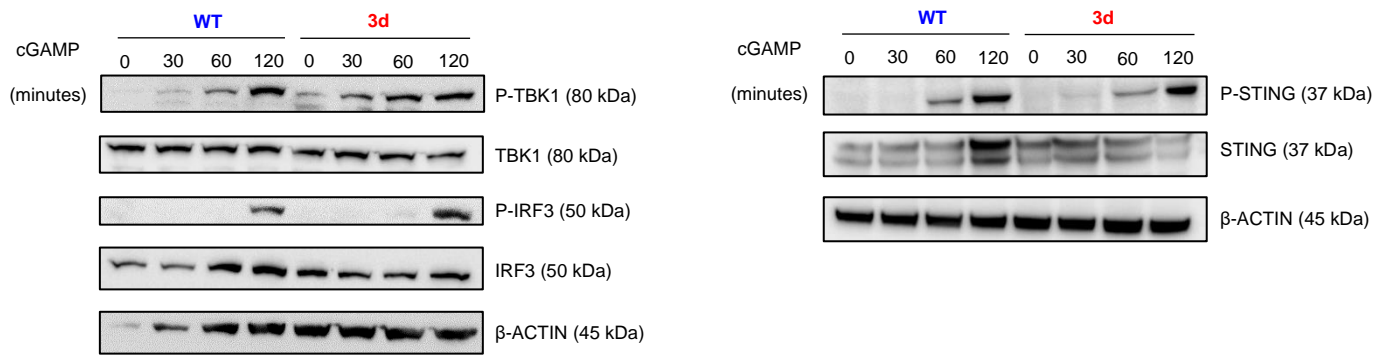 WT 3d
cGAMP 0 30 60 120 0 30 60 120
(minutes) P-TBK1 (80 kDa)
TBK1 (80 kDa)
P-IRF3 (50 kDa)
IRF3 (50 kDa)
β-ACTIN (45 kDa)
WT 3d
cGAMP 0 30 60 120 0 30 60 120
(minutes) P-STING (37 kDa)
STING (37 kDa)
β-ACTIN (45 kDa)